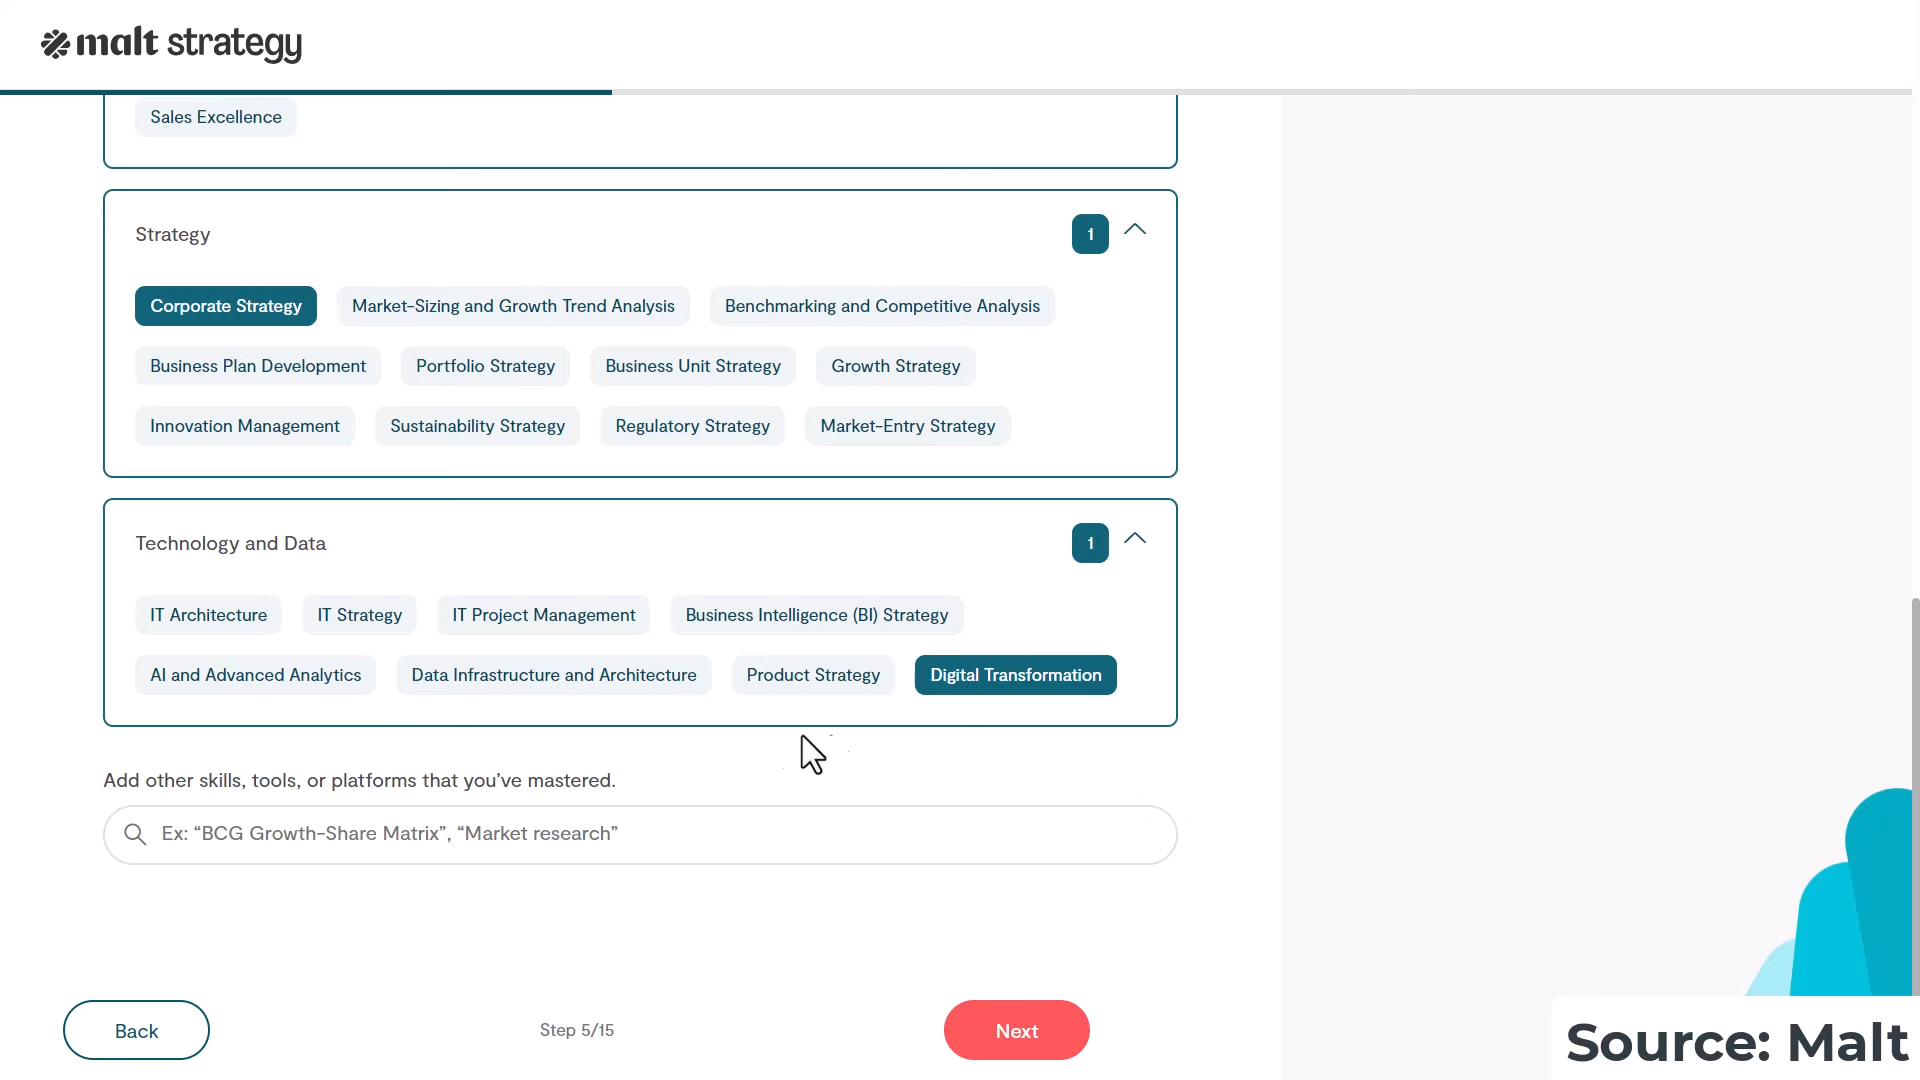 malt strategy
Sales Excellence
Strategy 1
Corporate Strategy Market-Sizing and Growth Trend Analysis Benchmarking and Competitive Analysis
Business Plan Development Portfolio Strategy Business Unit Strategy Growth Strategy
Innovation Management Sustainability Strategy Regulatory Strategy Market-Entry Strategy
Technology and Data 1
IT Architecture IT Strategy IT Project Management Business Intelligence (BI) Strategy
AI and Advanced Analytics Data Infrastructure and Architecture Product Strategy Digital Transformation
Add other skills, tools, or platforms that you’ve mastered.
Ex: “BCG Growth-Share Matrix”, “Market research”
Back Step 5/15 Next
Source: Malt